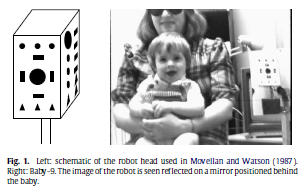 Fig. 1. Left: schematic of the robot head used in Movellan and Watson (1987).
Right: Baby-9. The image of the robot is seen reflected on a mirror positioned behind
the baby.